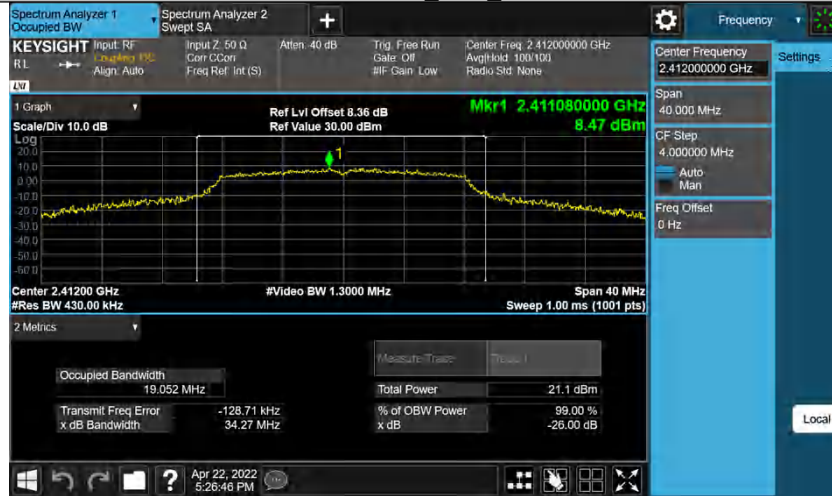 Spectrum Analyzer 1
Occupied BW
Spectrum Analyzer 2
Swept SA
+
Frequency
KEYSIGHT
RL
Input: RF
Coupling: DC
Align: Auto
Input Z: 50 Ω
Corr CCorr
Freq Ref: Int (S)
Atten: 40 dB
Trig: Free Run
Gate: Off
#IF Gain: Low
Center Freq: 2.412000000 GHz
Avg|Hold: 100/100
Radio Std: None
LNI
1 Graph
Scale/Div 10.0 dB
Ref Lvl Offset 8.36 dB
Ref Value 30.00 dBm
Mkr1 2.411080000 GHz
8.47 dBm
Log
20.0
10.0
0.00
-10.0
-20.0
-30.0
-40.0
-50.0
-60.0
1
Center 2.41200 GHz
#Res BW 430.00 kHz
#Video BW 1.3000 MHz
Span 40 MHz
Sweep 1.00 ms (1001 pts)
2 Metrics
Measure Trace
Trace 1
Occupied Bandwidth
19.052 MHz
Total Power 21.1 dBm
Transmit Freq Error -128.71 kHz
% of OBW Power 99.00 %
x dB Bandwidth 34.27 MHz
x dB -26.00 dB
Center Frequency
2.412000000 GHz
Settings
Span
40.000 MHz
CF Step
4.000000 MHz
Auto
Man
Freq Offset
0 Hz
Local
?
Apr 22, 2022
5:26:46 PM